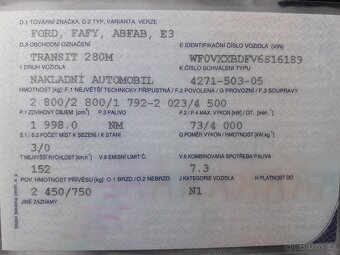 D.1 TOVÁRNÍ ZNAČKA, D.2 TYP, VARIANTA, VERZE
FORD, FAFY, ABFAB, E3
D.3 OBCHODNÍ OZNAČENÍ E IDENTIFIKAČNÍ ČÍSLO VOZIDLA (VIN)
TRANSIT 280M WF0VXXBDFV6S16189
1 DRUH VOZIDLA K ČÍSLO SCHVÁLENÍ TYPU
NÁKLADNÍ AUTOMOBIL 4271-503-05
HMOTNOST (kg) F.1 NEJVĚTŠÍ TECHNICKY PŘÍPUSTNÁ / F.2 POVOLENÁ / G PROVOZNÍ / F.3 SOUPRAVY
2 800/2 800/1 792-2 023/4 500
P.1 ZDVIHOVÝ OBJEM (cm³) P.3 PALIVO P.2 / P.4 MAX. VÝKON (kW) / OT. (min⁻¹)
1 998.0 NM 73/4 000
S.1 / S.2 POČET MÍST K SEZENÍ / K STÁNÍ Q POMĚR VÝKON / HMOTNOST (kW.kg⁻¹)
3/0
T NEJVYŠŠÍ RYCHLOST (km.h⁻¹) V.9 EMISNÍ LIMIT Č. V.8 KOMBINOVANÁ SPOTŘEBA PALIVA
152 7.3
POV. HMOTNOST PŘÍVĚSU (kg) O.1 BRZD. / O.2 NEBRZD. J KATEGORIE VOZIDLA H PLATNOST DO
2 450/750 N1
JINÉ ZÁZNAMY